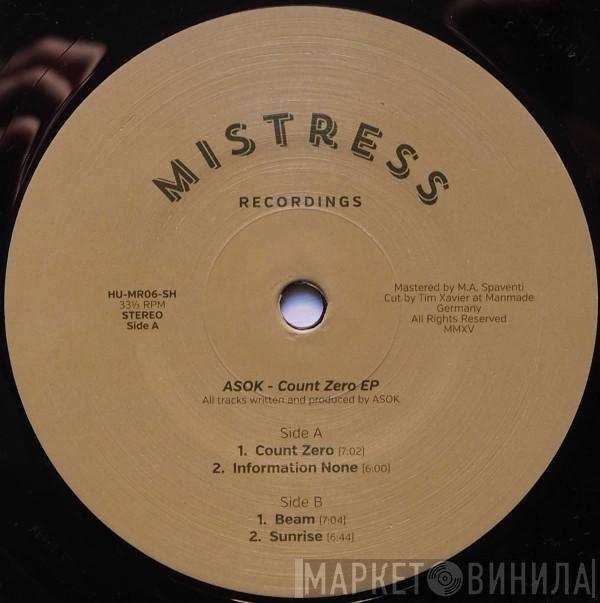 MISTRESS
RECORDINGS
HU-MR06-SH
33⅓ RPM
STEREO
Side A
Mastered by M.A. Spaventi
Cut by Tim Xavier at Manmade
Germany
All Rights Reserved
MMXV
ASOK - Count Zero EP
All tracks written and produced by ASOK
Side A
1. Count Zero [7:02]
2. Information None [6:00]
Side B
1. Beam [7:04]
2. Sunrise [6:44]
МАРКЕТ ВИНИЛА